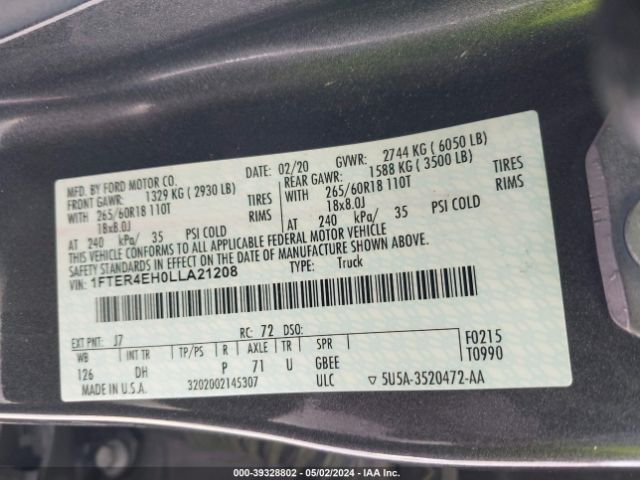 MFD. BY FORD MOTOR CO.
DATE: 02/20 GVWR: 2744 KG ( 6050 LB)
FRONT GAWR: 1329 KG ( 2930 LB)
REAR GAWR: 1588 KG ( 3500 LB)
WITH 265/60R18 110T TIRES
WITH 265/60R18 110T TIRES
18x8.0J RIMS
18x8.0J RIMS
AT 240 kPa/ 35 PSI COLD
AT 240 kPa/ 35 PSI COLD
THIS VEHICLE CONFORMS TO ALL APPLICABLE FEDERAL MOTOR VEHICLE
SAFETY STANDARDS IN EFFECT ON THE DATE OF MANUFACTURE SHOWN ABOVE.
VIN: 1FTER4EH0LLA21208
TYPE: Truck
EXT PNT: J7 RC: 72 DSO:
WB INT TR TP/PS R AXLE TR SPR
126 DH P 71 U GBEE
F0215
T0990
MADE IN U.S.A. 3202002145307 ULC ▽ 5U5A-3520472-AA
000-39328802 - 05/02/2024 - IAA Inc.